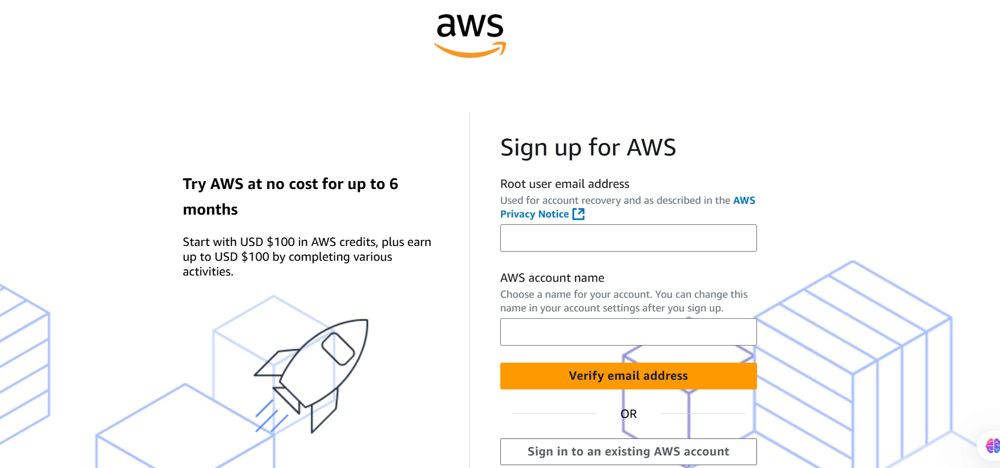 aws
Try AWS at no cost for up to 6
months
Start with USD $100 in AWS credits, plus earn
up to USD $100 by completing various
activities.
Sign up for AWS
Root user email address
Used for account recovery and as described in the AWS
Privacy Notice
AWS account name
Choose a name for your account. You can change this
name in your account settings after you sign up.
Verify email address
OR
Sign in to an existing AWS account